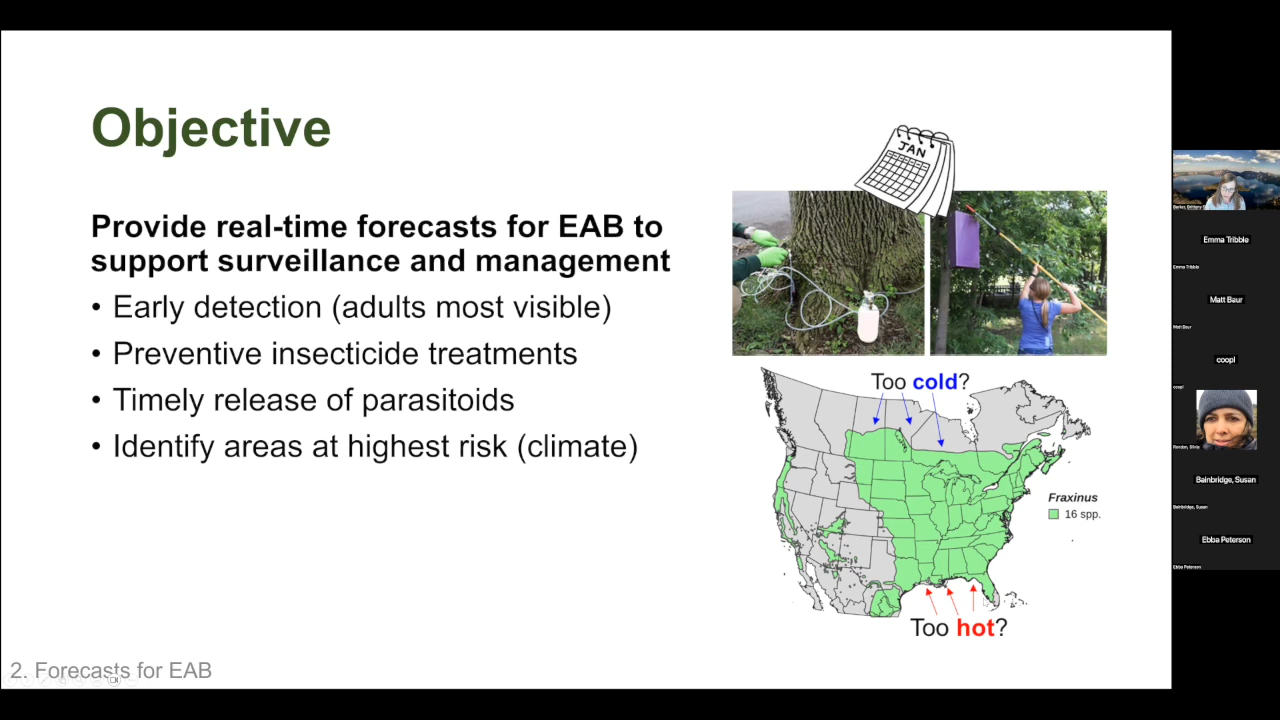 Objective
JAN
Provide real-time forecasts for EAB to
support surveillance and management
• Early detection (adults most visible)
• Preventive insecticide treatments
• Timely release of parasitoids
• Identify areas at highest risk (climate)
Too cold?
Fraxinus
16 spp.
Too hot?
2. Forecasts for EAB
Emma Tribble
Emma Tribble
Matt Baur
Matt Baur
coopl
coopl
Rondon, Silvia
Bainbridge, Susan
Bainbridge, Susan
Ebba Peterson
Ebba Peterson